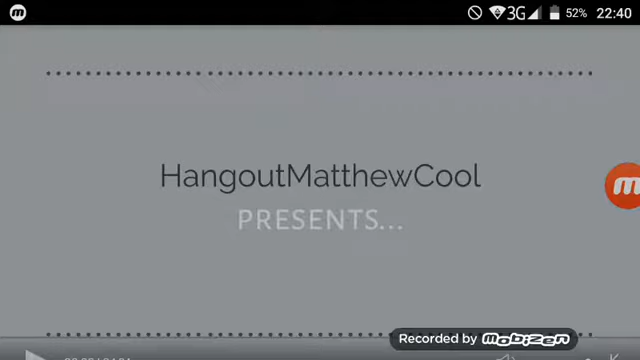 3G 52% 22:40
HangoutMatthewCool
PRESENTS...
Recorded by MOBIZEN